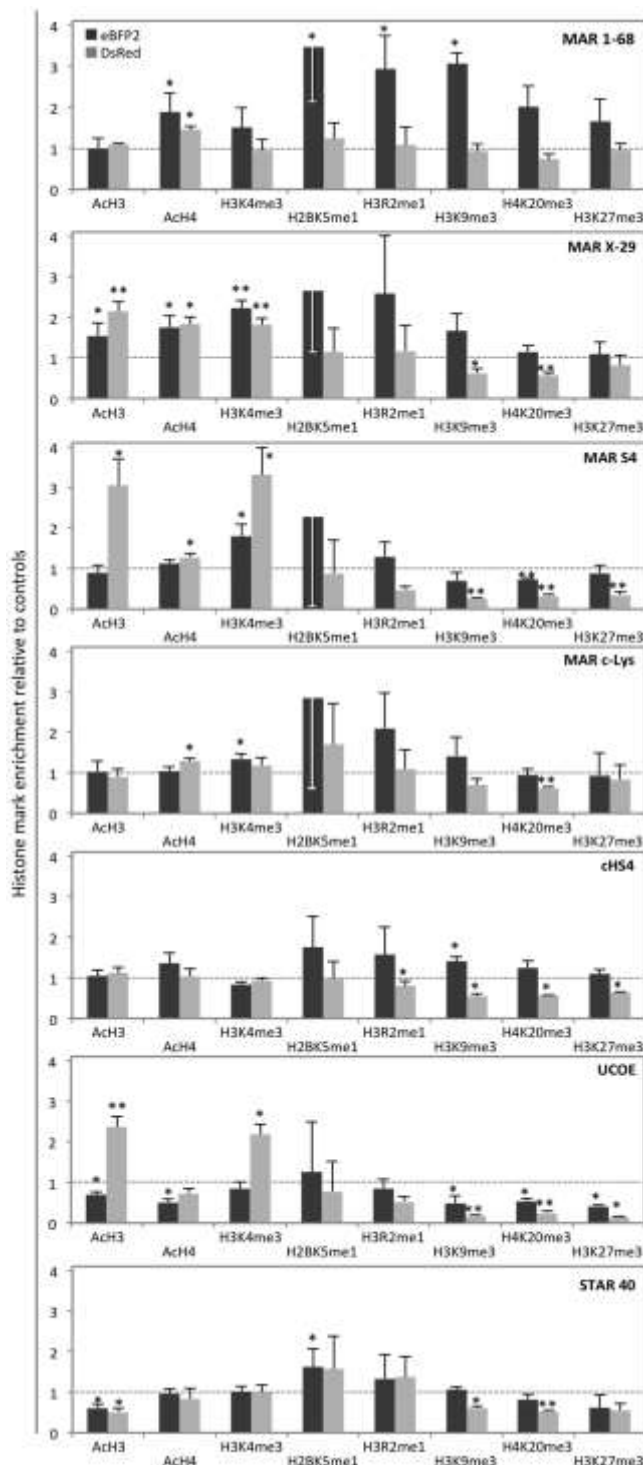 Histone mark enrichment relative to controls
eBFP2
DsRed
MAR 1-68
4
3
2
1
0
* * * * *
AcH3 AcH4 H3K4me3 H2BK5me1 H3R2me1 H3K9me3 H4K20me3 H3K27me3
MAR X-29
4
3
2
1
0
* ** * * ** ** * **
AcH3 AcH4 H3K4me3 H2BK5me1 H3R2me1 H3K9me3 H4K20me3 H3K27me3
MAR S4
4
3
2
1
0
* * * * ** ** ** **
AcH3 AcH4 H3K4me3 H2BK5me1 H3R2me1 H3K9me3 H4K20me3 H3K27me3
MAR c-Lys
4
3
2
1
0
* * **
AcH3 AcH4 H3K4me3 H2BK5me1 H3R2me1 H3K9me3 H4K20me3 H3K27me3
cHS4
4
3
2
1
0
* * * * *
AcH3 AcH4 H3K4me3 H2BK5me1 H3R2me1 H3K9me3 H4K20me3 H3K27me3
UCOE
4
3
2
1
0
* ** * * * ** * ** * *
AcH3 AcH4 H3K4me3 H2BK5me1 H3R2me1 H3K9me3 H4K20me3 H3K27me3
STAR 40
4
3
2
1
0
* * * * **
AcH3 AcH4 H3K4me3 H2BK5me1 H3R2me1 H3K9me3 H4K20me3 H3K27me3